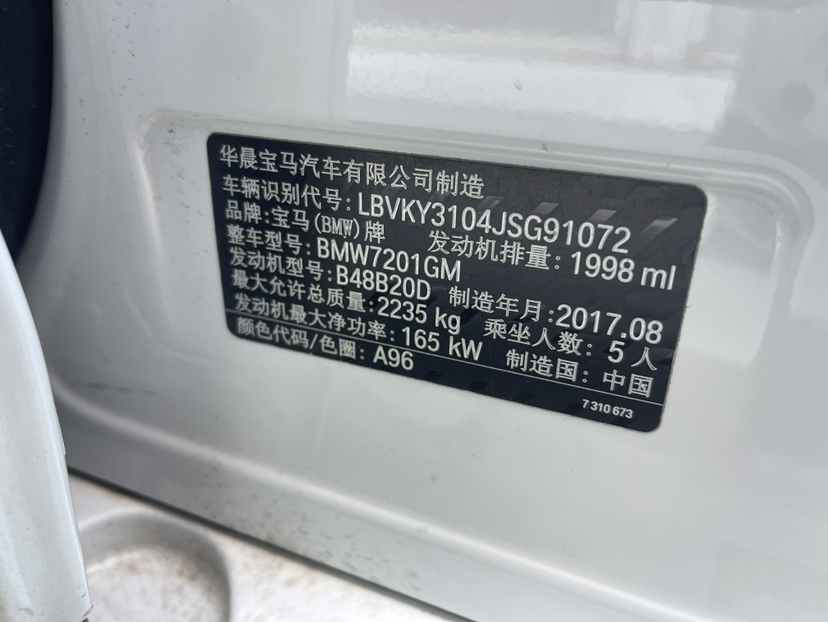 华晨宝马汽车有限公司制造
车辆识别代号: LBVKY3104JSG91072
品牌: 宝马(BMW)牌 发动机排量: 1998 ml
整车型号: BMW7201GM
发动机型号: B48B20D 制造年月: 2017.08
最大允许总质量: 2235 kg 乘坐人数: 5 人
发动机最大净功率: 165 kW 制造国: 中国
颜色代码/色圈: A96
7 310 673